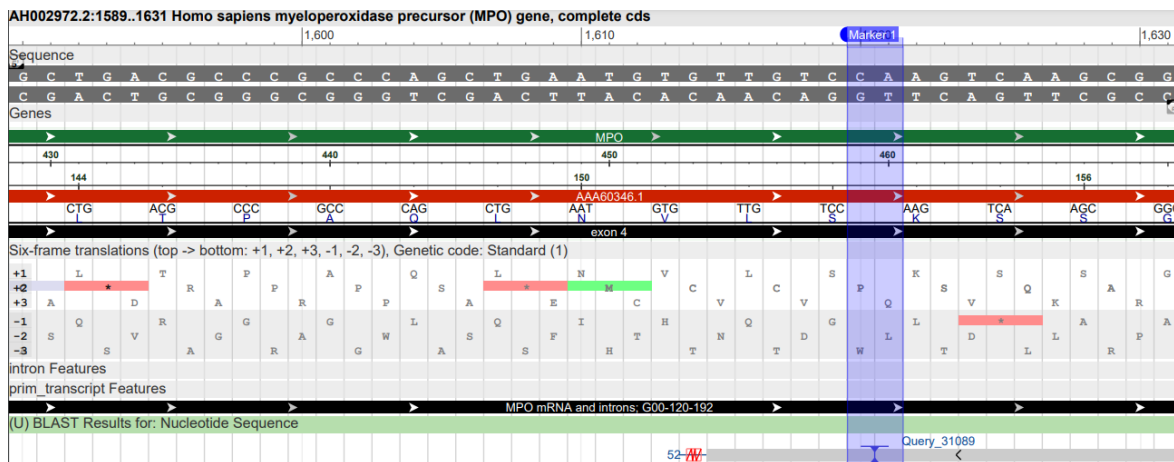 AH002972.2:1589..1631 Homo sapiens myeloperoxidase precursor (MPO) gene, complete cds
1,600 1,610 Marker 1 1,630
Sequence
G C T G A C G C C C G C C C A G C T G A A T G T G T T G T C C A A G T C A A G C G G
C G A C T G C G G G C G G G T C G A C T T A C A C A A C A G G T T C A G T T C G C C
Genes
MPO
430 440 450 460
144 150 156
AAA60346.1
CTG ACG CCC GCC CAG CTG AAT GTG TTG TCC AAG TCA AGC GGG
L T P A Q L N V L S K S S G
exon 4
Six-frame translations (top -> bottom: +1, +2, +3, -1, -2, -3), Genetic code: Standard (1)
+1 L T P A Q L N V L S K S S G
+2 * R P P S * M C C P S Q A R
+3 A D A R P A E C V V Q V K R
-1 Q R G G L Q I H Q G L * A A
-2 S V G A W S F T N D L D L P
-3 S A R G A S H T T W T L R
intron Features
prim_transcript Features
MPO mRNA and introns; G00-120-192
(U) BLAST Results for: Nucleotide Sequence
Query_31089
52